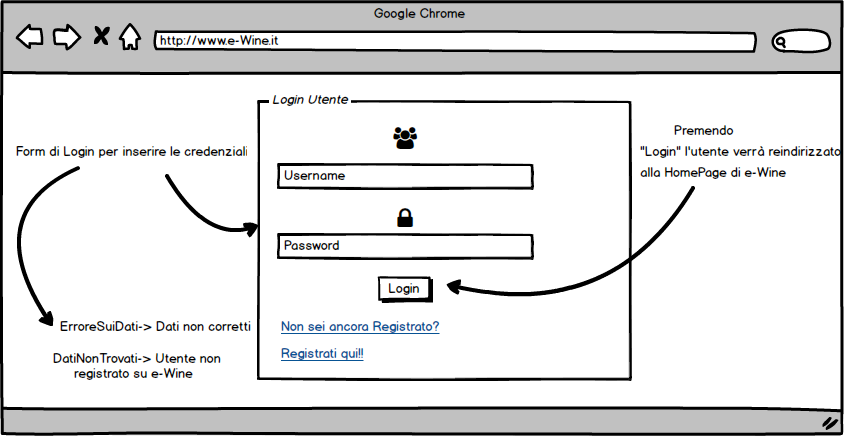 Google Chrome
http://www.e-Wine.it
Login Utente
Form di Login per inserire le credenziali
Username
Password
Login
Non sei ancora Registrato?
Registrati qui!!
Premendo
"Login" l'utente verrà reindirizzato
alla HomePage di e-Wine
ErroreSuiDati-> Dati non corretti
DatiNonTrovati-> Utente non
registrato su e-Wine